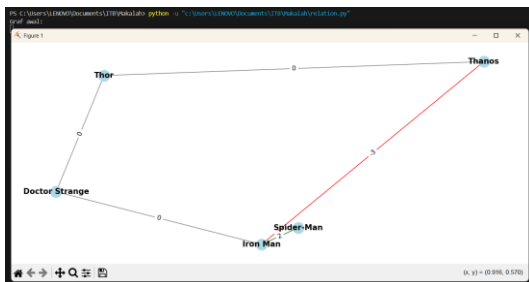 PS C:\Users\LENOVO\Documents\ITB\Makalah> python -u "c:\Users\LENOVO\Documents\ITB\Makalah\relation.py"
Graf awal:
Figure 1
Thor
0
Thanos
0
Doctor Strange
0
Spider-Man
2
Iron Man
(x, y) = (0.916, 0.570)